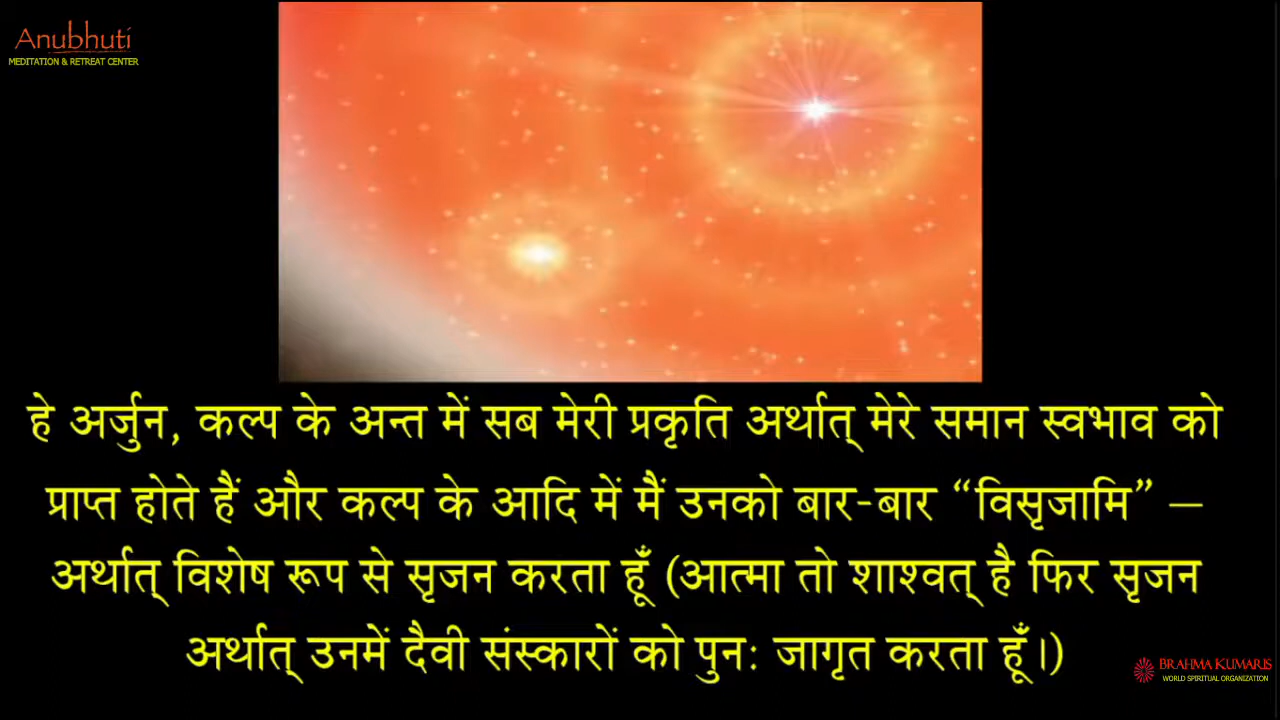 Anubhuti
MEDITATION & RETREAT CENTER
हे अर्जुन, कल्प के अन्त में सब मेरी प्रकृति अर्थात् मेरे समान स्वभाव को
प्राप्त होते हैं और कल्प के आदि में मैं उनको बार-बार “विसृजामि” –
अर्थात् विशेष रूप से सृजन करता हूँ (आत्मा तो शाश्वत् है फिर सृजन
अर्थात् उनमें दैवी संस्कारों को पुनः जागृत करता हूँ।)
BRAHMA KUMARIS
WORLD SPIRITUAL ORGANIZATION